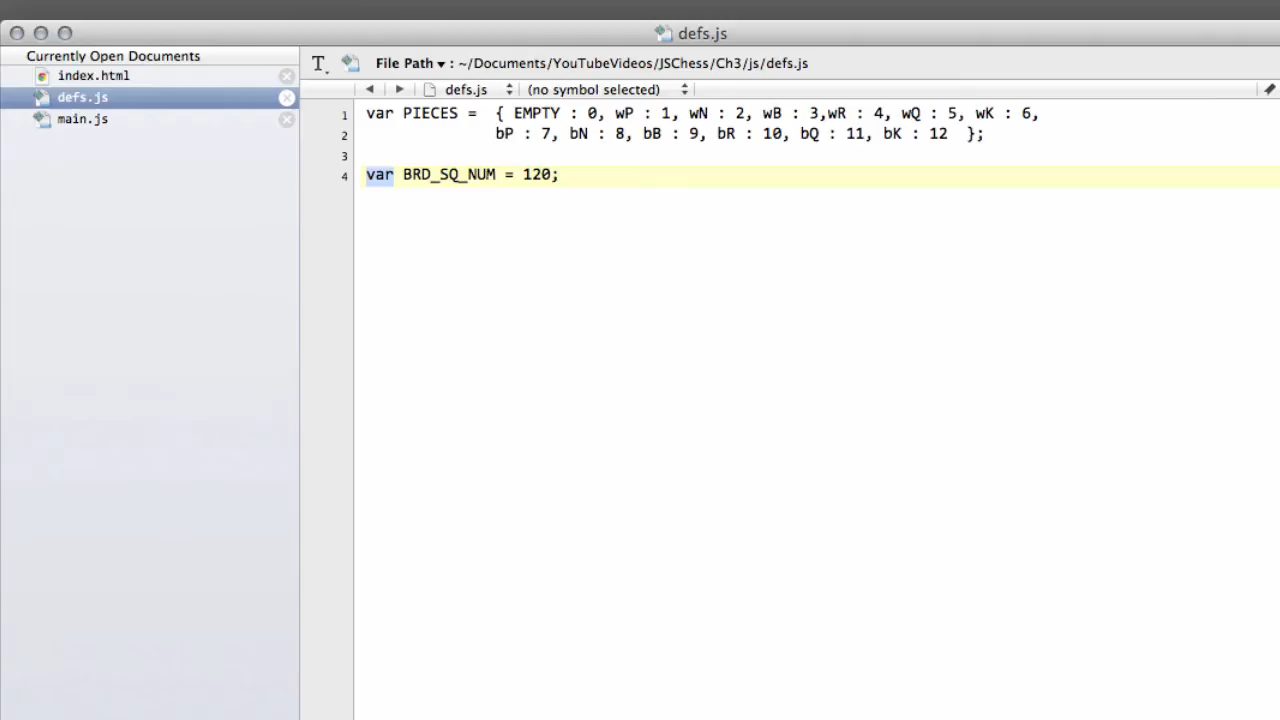 defs.js
Currently Open Documents
index.html
defs.js
main.js
T
File Path ▾ : ~/Documents/YouTubeVideos/JSChess/Ch3/js/defs.js
defs.js (no symbol selected)
1 var PIECES =  { EMPTY : 0, wP : 1, wN : 2, wB : 3,wR : 4, wQ : 5, wK : 6,
2 bP : 7, bN : 8, bB : 9, bR : 10, bQ : 11, bK : 12  };
3
4 var BRD_SQ_NUM = 120;